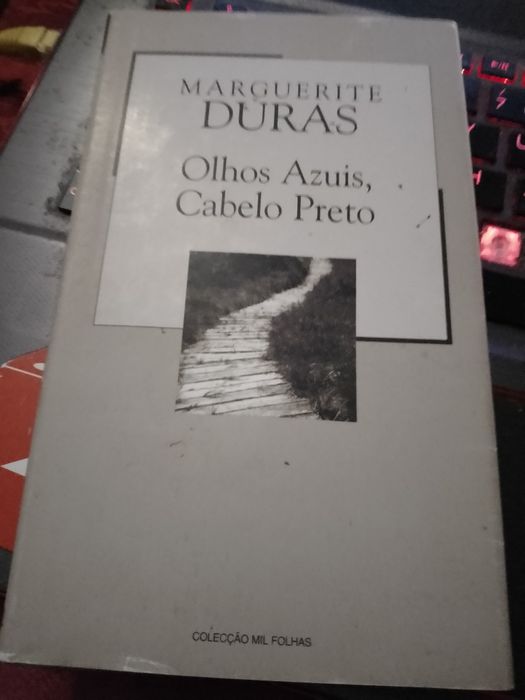 MARGUERITE
DURAS
Olhos Azuis,
Cabelo Preto
COLECÇÃO MIL FOLHAS